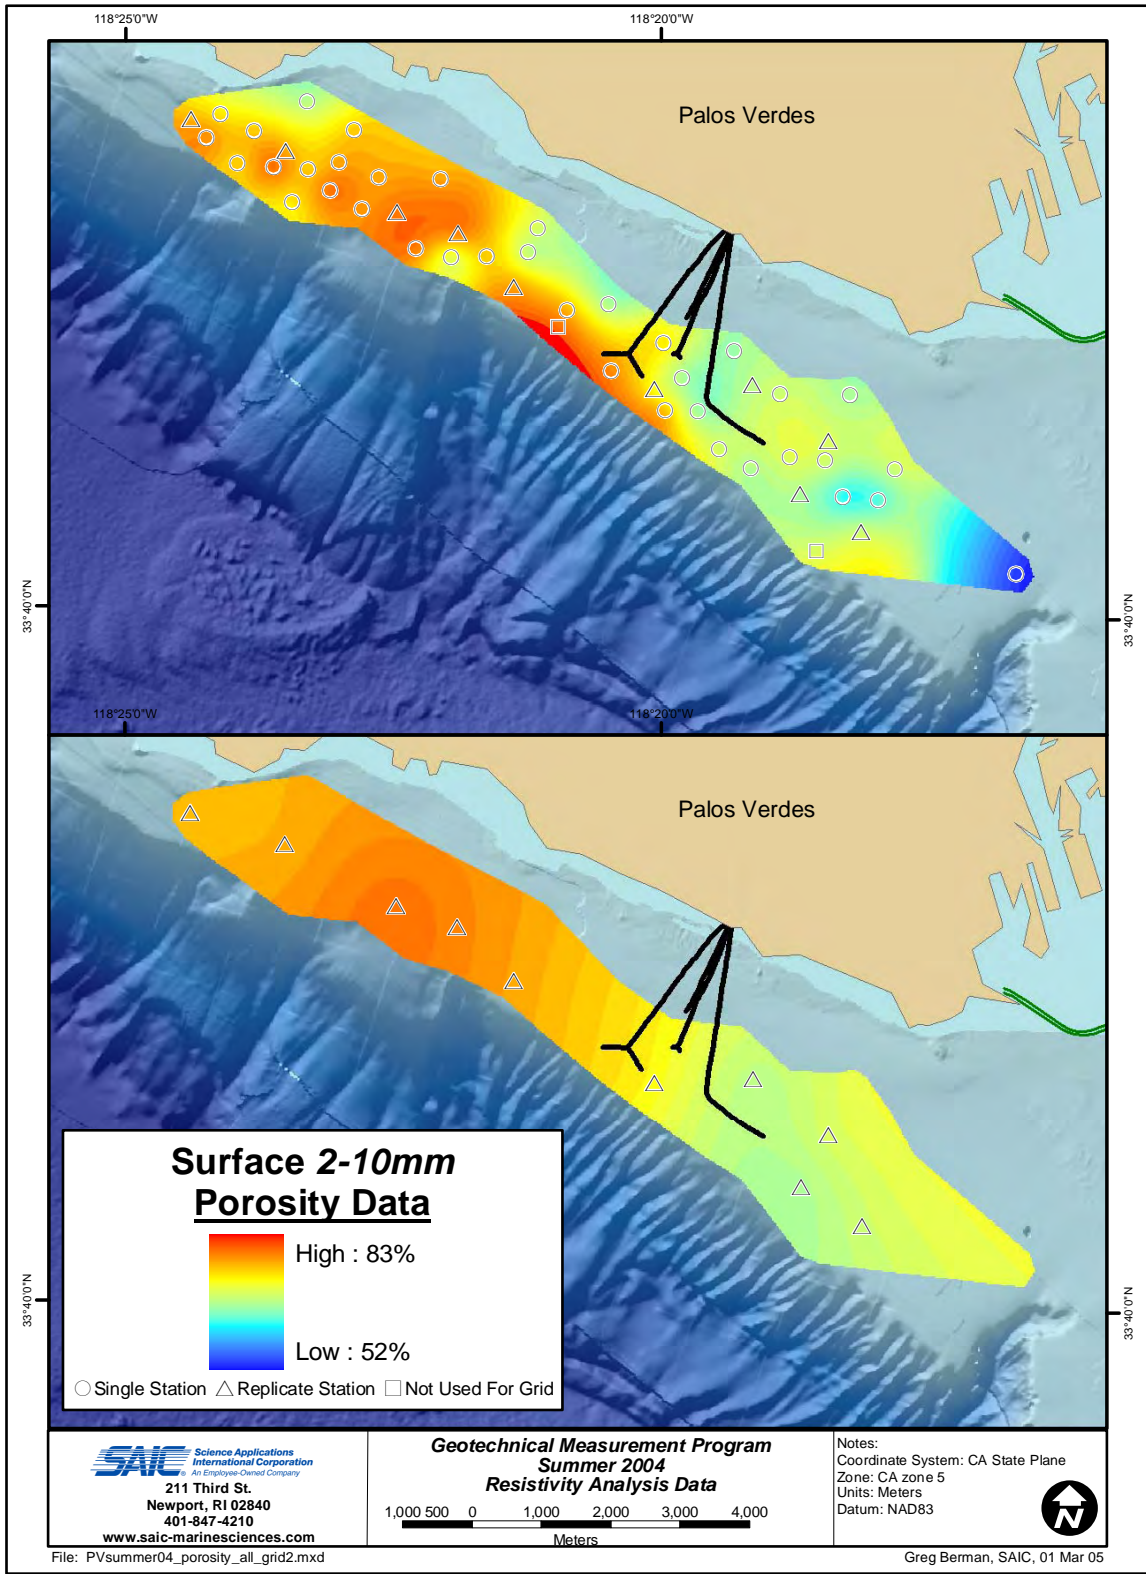 118°25'0"W
118°20'0"W
Palos Verdes
33°40'0"N
33°40'0"N
118°25'0"W
118°20'0"W
Palos Verdes
33°40'0"N
33°40'0"N
Surface 2-10mm
Porosity Data
High : 83%
Low : 52%
Single Station
Replicate Station
Not Used For Grid
SAIC
Science Applications
International Corporation
An Employee-Owned Company
211 Third St.
Newport, RI 02840
401-847-4210
www.saic-marinesciences.com
Geotechnical Measurement Program
Summer 2004
Resistivity Analysis Data
1,000 500 0 1,000 2,000 3,000 4,000
Meters
Notes:
Coordinate System: CA State Plane
Zone: CA zone 5
Units: Meters
Datum: NAD83
N
File: PVsummer04_porosity_all_grid2.mxd
Greg Berman, SAIC, 01 Mar 05